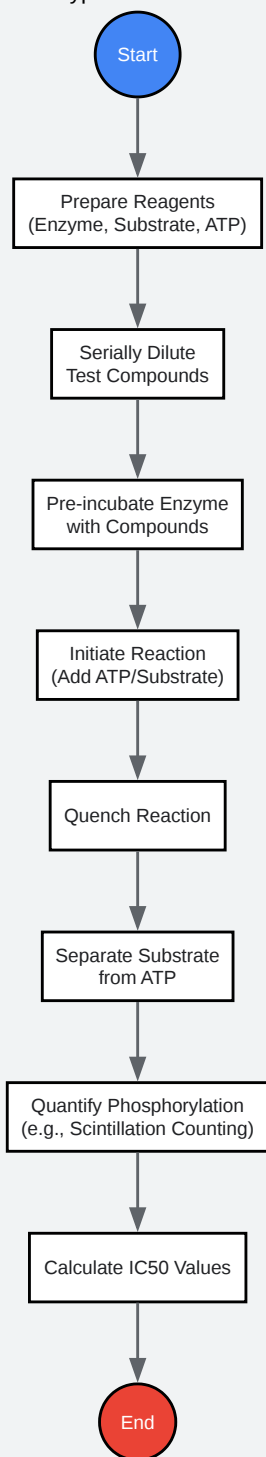 Start
Prepare Reagents
(Enzyme, Substrate, ATP)
Serially Dilute
Test Compounds
Pre-incubate Enzyme
with Compounds
Initiate Reaction
(Add ATP/Substrate)
Quench Reaction
Separate Substrate
from ATP
Quantify Phosphorylation
(e.g., Scintillation Counting)
Calculate IC50 Values
End